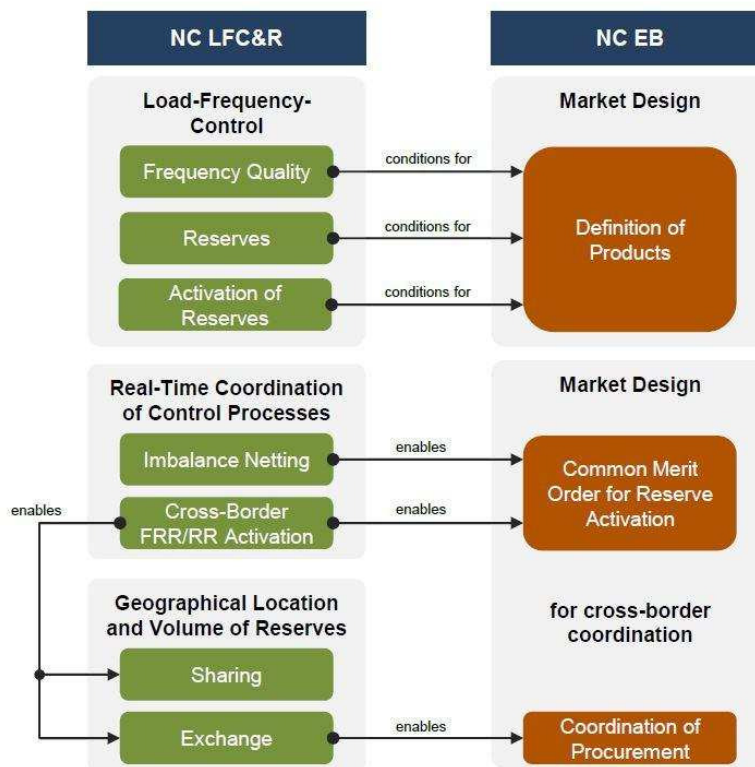 NC LFC&R
NC EB
Load-Frequency-
Control
Market Design
Frequency Quality
conditions for
Reserves
conditions for
Definition of
Products
Activation of
Reserves
conditions for
Real-Time Coordination
of Control Processes
Market Design
Imbalance Netting
enables
Common Merit
Order for Reserve
Activation
enables
Cross-Border
FRR/RR Activation
enables
Geographical Location
and Volume of Reserves
for cross-border
coordination
Sharing
Exchange
enables
Coordination of
Procurement